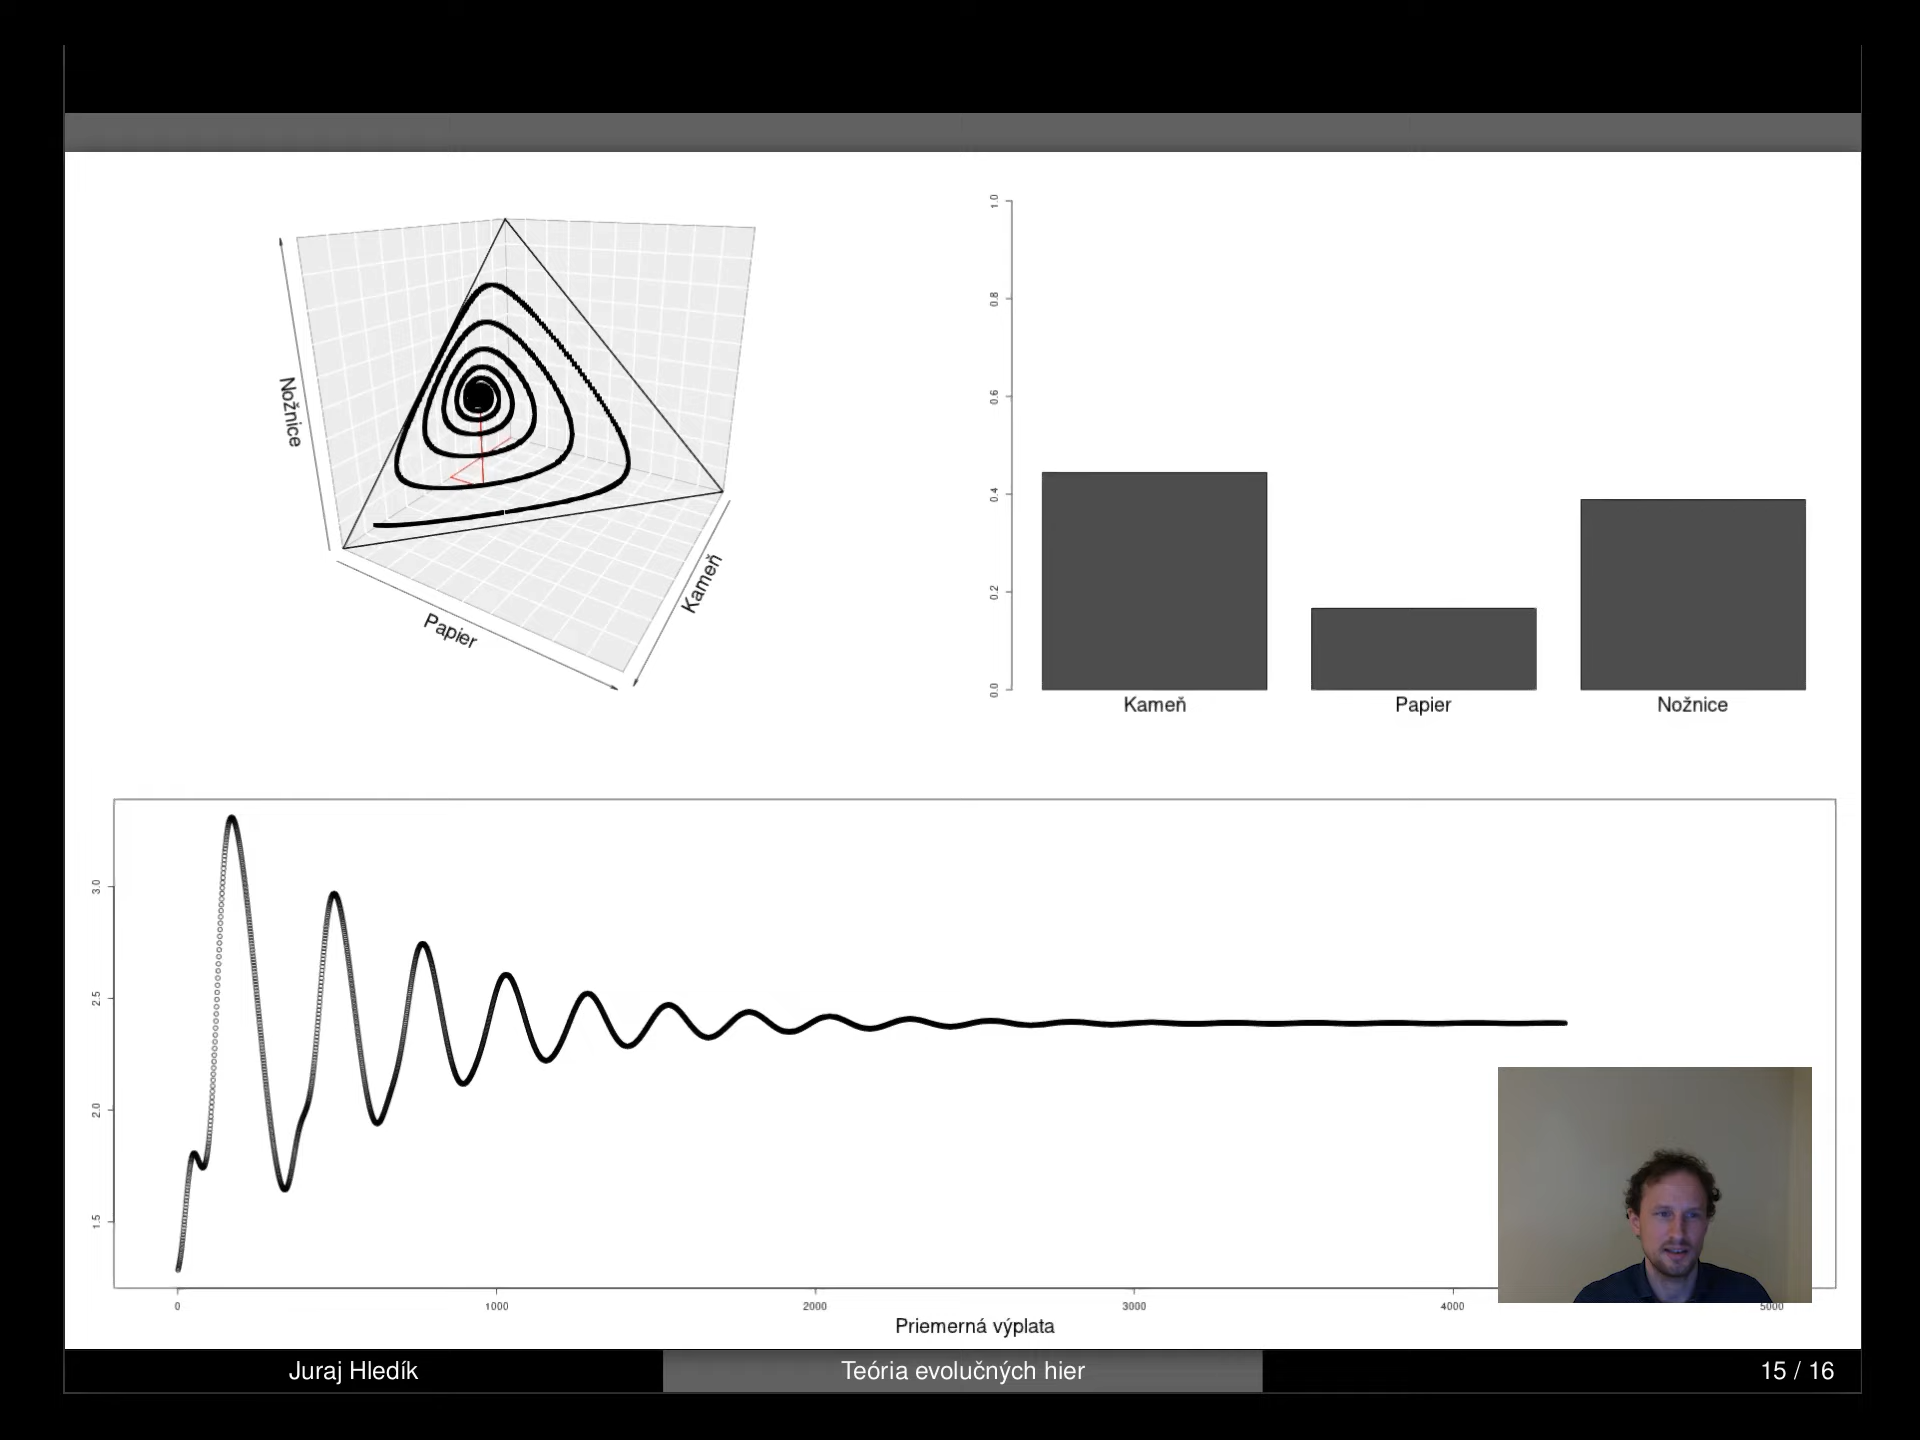 Nožnice
Papier
Kameň
1.0
0.8
0.6
0.4
0.2
0.0
Kameň Papier Nožnice
3.0
2.5
2.0
1.5
0 1000 2000 3000 4000 5000
Priemerná výplata
Juraj Hledík Teória evolučných hier 15 / 16